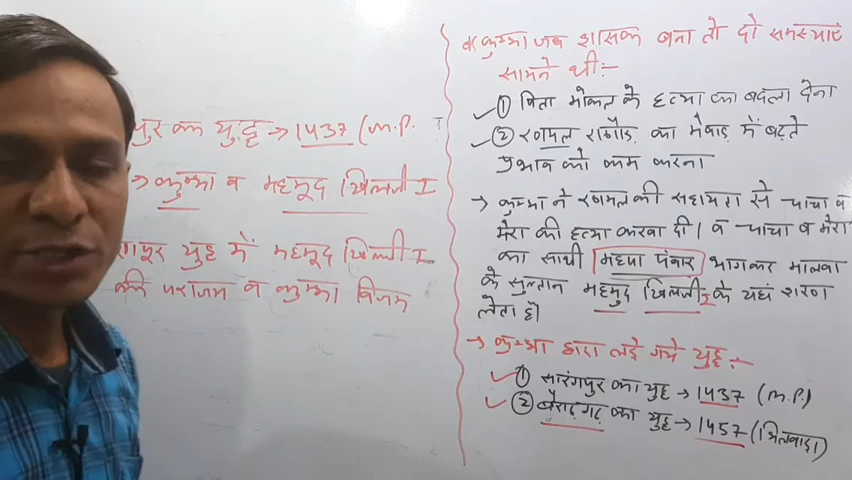 पुर का युद्ध → 1437 (M.P.
→ कुम्भा व महमूद खिलजी I
रंगपुर युद्ध में महमूद खिलजी I
की पराजय व कुम्भा विजय
कुम्भा जब शासक बना तो दो समस्याएं
सामने थी:-
① पिता मोकल के हत्या का बदला देना
② रणमल राठौड़ का मेवाड़ में बढ़ते
प्रभाव को कम करना
→ कुम्भा ने रणमल की सहायता से चाचा व
मेरा की हत्या करवा दी। व चाचा व मेरा
का साथी महपा पंवार भागकर मालवा
के सुल्तान महमुद खिलजी I के यहां शरण
लेता है।
→ कुम्भा द्वारा लड़े गये युद्ध :-
① सारंगपुर का युद्ध → 1437 (M.P.)
② बैराठगढ़ का युद्ध → 1457 (भिलवाड़ा)